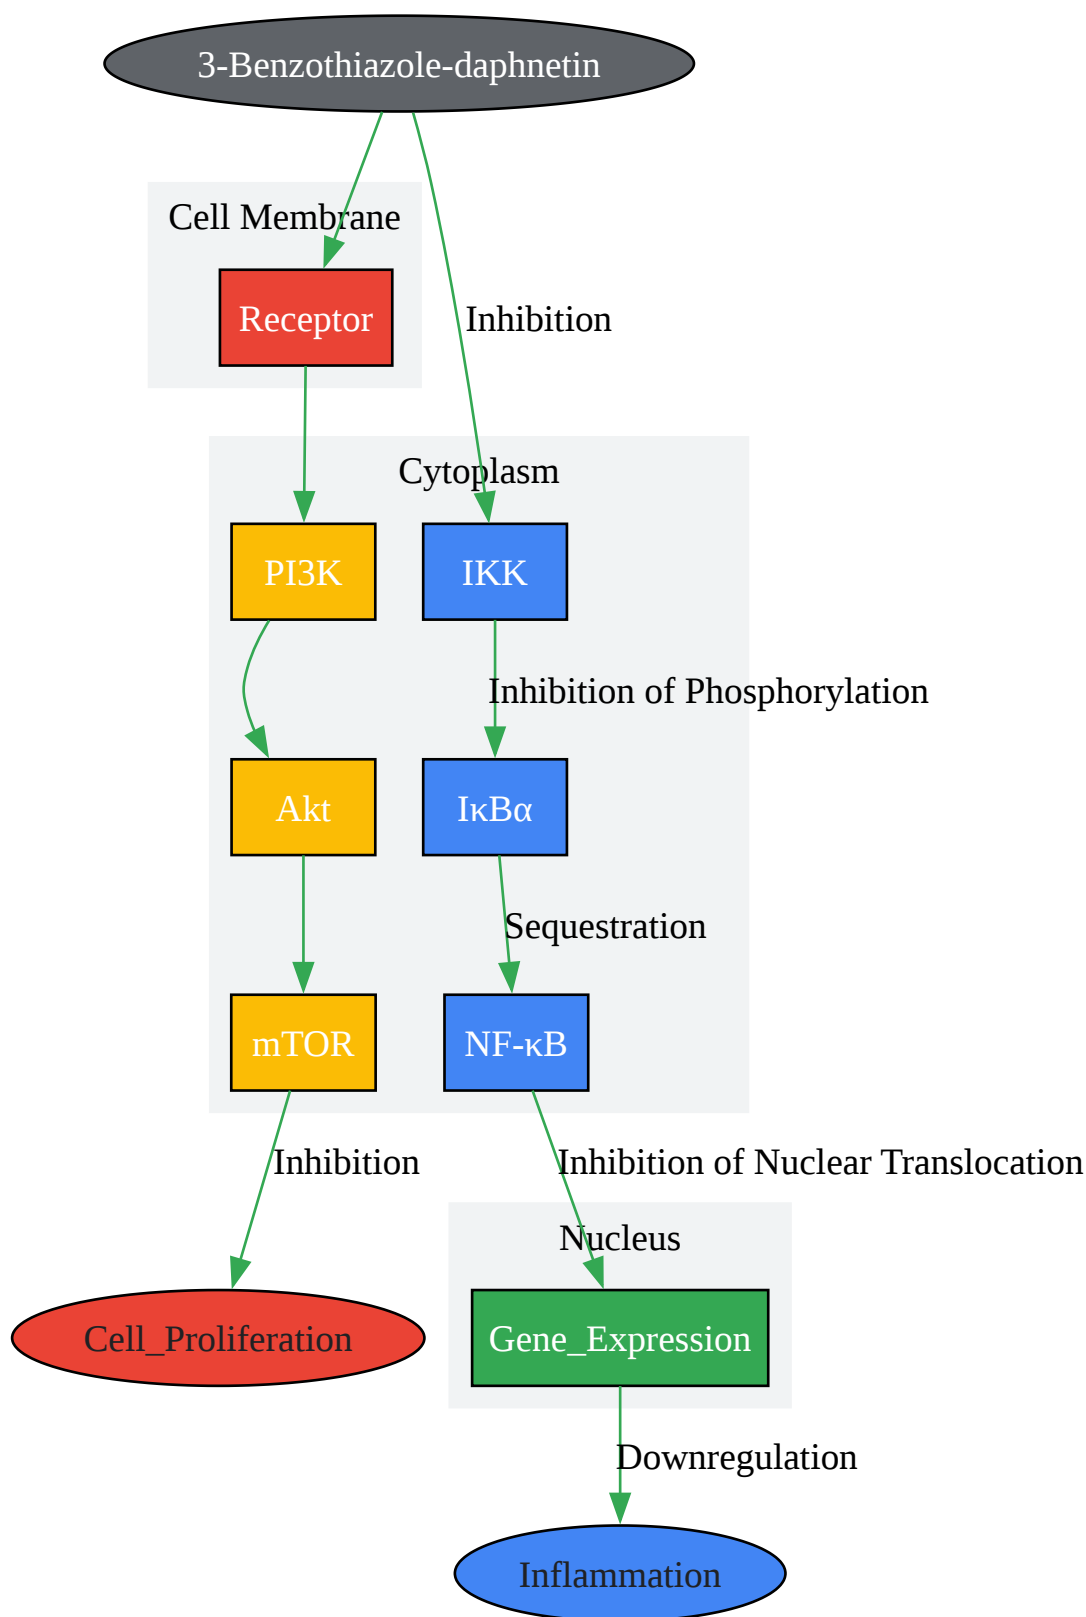 3-Benzothiazole-daphnetin
Cell Membrane
Receptor
Inhibition
Cytoplasm
PI3K
IKK
Inhibition of Phosphorylation
Akt
IκBα
Sequestration
mTOR
NF-κB
Inhibition
Inhibition of Nuclear Translocation
Nucleus
Cell_Proliferation
Gene_Expression
Downregulation
Inflammation